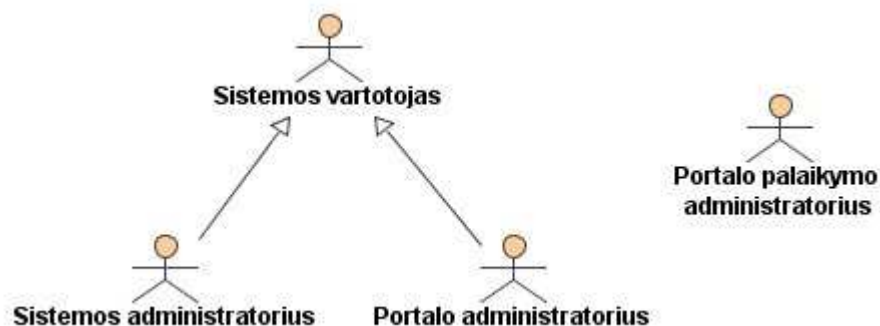 Sistemos vartotojas
Portalo palaikymo
administratorius
Sistemos administratorius
Portalo administratorius